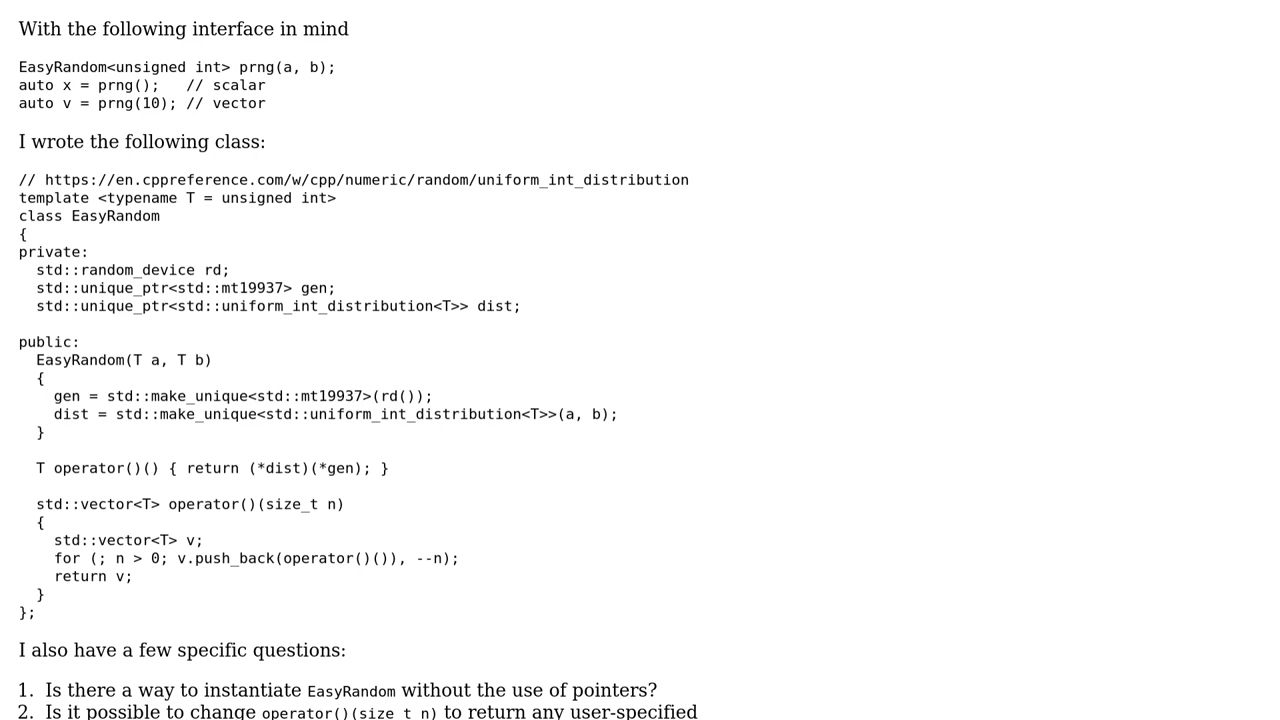 With the following interface in mind
EasyRandom<unsigned int> prng(a, b);
auto x = prng();   // scalar
auto v = prng(10); // vector
I wrote the following class:
// https://en.cppreference.com/w/cpp/numeric/random/uniform_int_distribution
template <typename T = unsigned int>
class EasyRandom
{
private:
  std::random_device rd;
  std::unique_ptr<std::mt19937> gen;
  std::unique_ptr<std::uniform_int_distribution<T>> dist;
public:
  EasyRandom(T a, T b)
  {
    gen = std::make_unique<std::mt19937>(rd());
    dist = std::make_unique<std::uniform_int_distribution<T>>(a, b);
  }
  T operator()() { return (*dist)(*gen); }
  std::vector<T> operator()(size_t n)
  {
    std::vector<T> v;
    for (; n > 0; v.push_back(operator()()), --n);
    return v;
  }
};
I also have a few specific questions:
1. Is there a way to instantiate EasyRandom without the use of pointers?
2. Is it possible to change operator()(size_t n) to return any user-specified